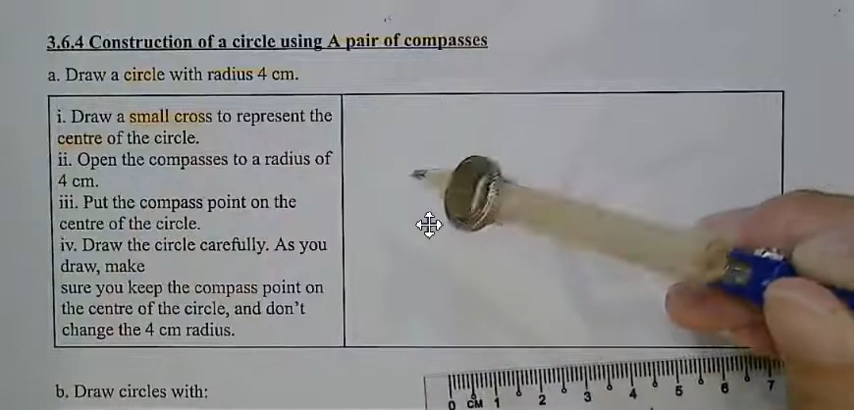 3.6.4 Construction of a circle using A pair of compasses
a. Draw a circle with radius 4 cm.
i. Draw a small cross to represent the
centre of the circle.
ii. Open the compasses to a radius of
4 cm.
iii. Put the compass point on the
centre of the circle.
iv. Draw the circle carefully. As you
draw, make
sure you keep the compass point on
the centre of the circle, and don't
change the 4 cm radius.
b. Draw circles with:
0 CM 1 2 3 4 5 6 7